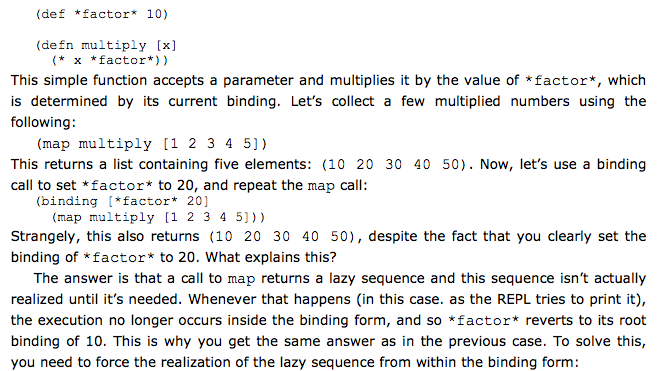 (def *factor* 10)
(defn multiply [x]
(* x *factor*))
This simple function accepts a parameter and multiplies it by the value of *factor*, which
is determined by its current binding. Let’s collect a few multiplied numbers using the
following:
(map multiply [1 2 3 4 5])
This returns a list containing five elements: (10 20 30 40 50). Now, let’s use a binding
call to set *factor* to 20, and repeat the map call:
(binding [*factor* 20]
(map multiply [1 2 3 4 5]))
Strangely, this also returns (10 20 30 40 50), despite the fact that you clearly set the
binding of *factor* to 20. What explains this?
The answer is that a call to map returns a lazy sequence and this sequence isn’t actually
realized until it’s needed. Whenever that happens (in this case. as the REPL tries to print it),
the execution no longer occurs inside the binding form, and so *factor* reverts to its root
binding of 10. This is why you get the same answer as in the previous case. To solve this,
you need to force the realization of the lazy sequence from within the binding form: